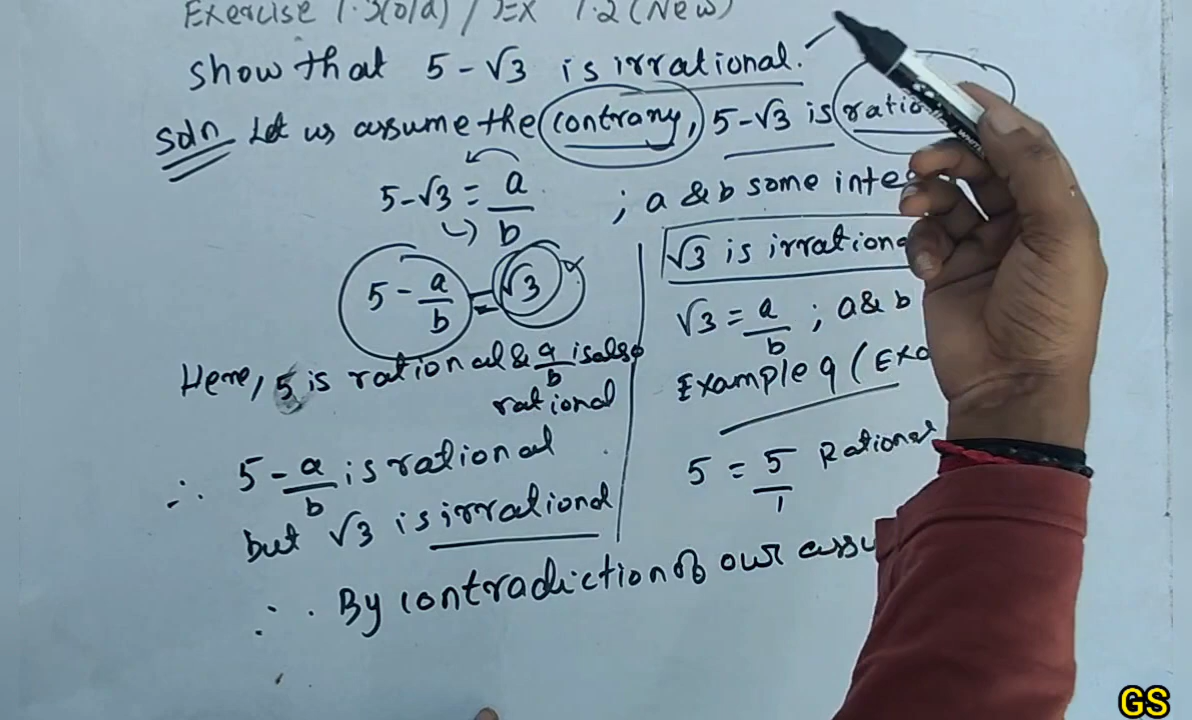 Exercise 1.3(old) / Ex 1.2 (New)
show that 5-√3 is irrational.
Soln Let us assume the contrary, 5-√3 is ratio
5-√3 = a/b ; a & b some inte
5 - a/b = √3
Here, 5 is rational & a/b is also
rational
∴ 5 - a/b is rational
but √3 is irrational
√3 is irration
√3 = a/b ; a & b
Example 9 (Exa
5 = 5/1 Rational
∴ By contradiction of our assu
GS